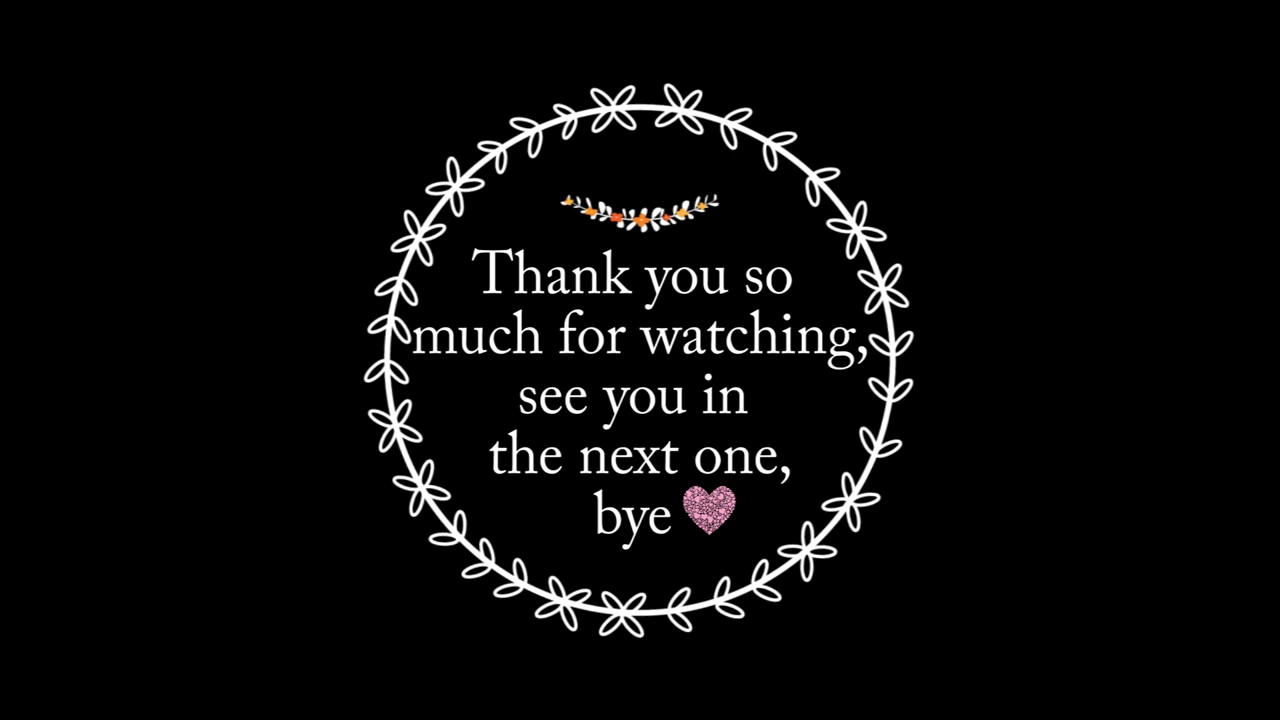 Thank you so
much for watching,
see you in
the next one,
bye